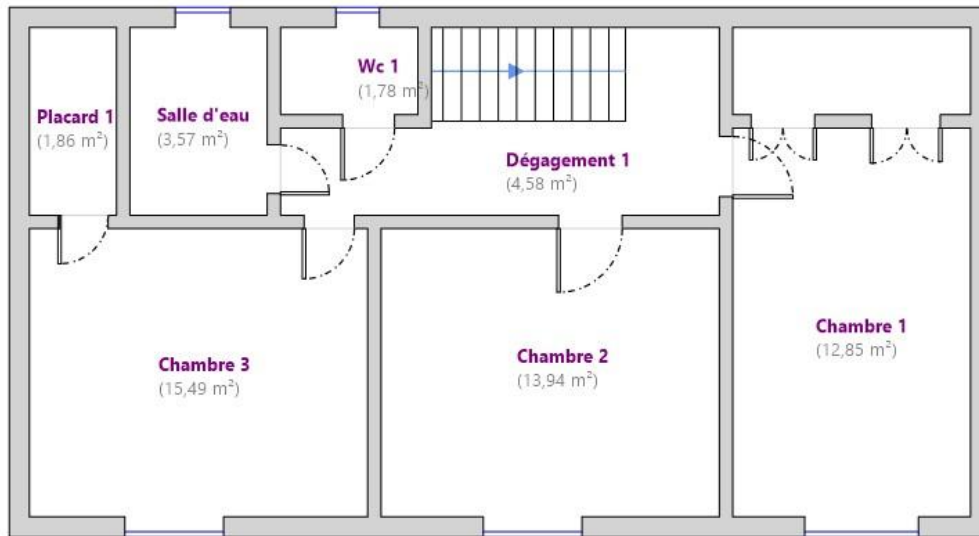 Wc 1
(1,78 m²)
Placard 1
(1,86 m²)
Salle d'eau
(3,57 m²)
Dégagement 1
(4,58 m²)
Chambre 1
(12,85 m²)
Chambre 2
(13,94 m²)
Chambre 3
(15,49 m²)